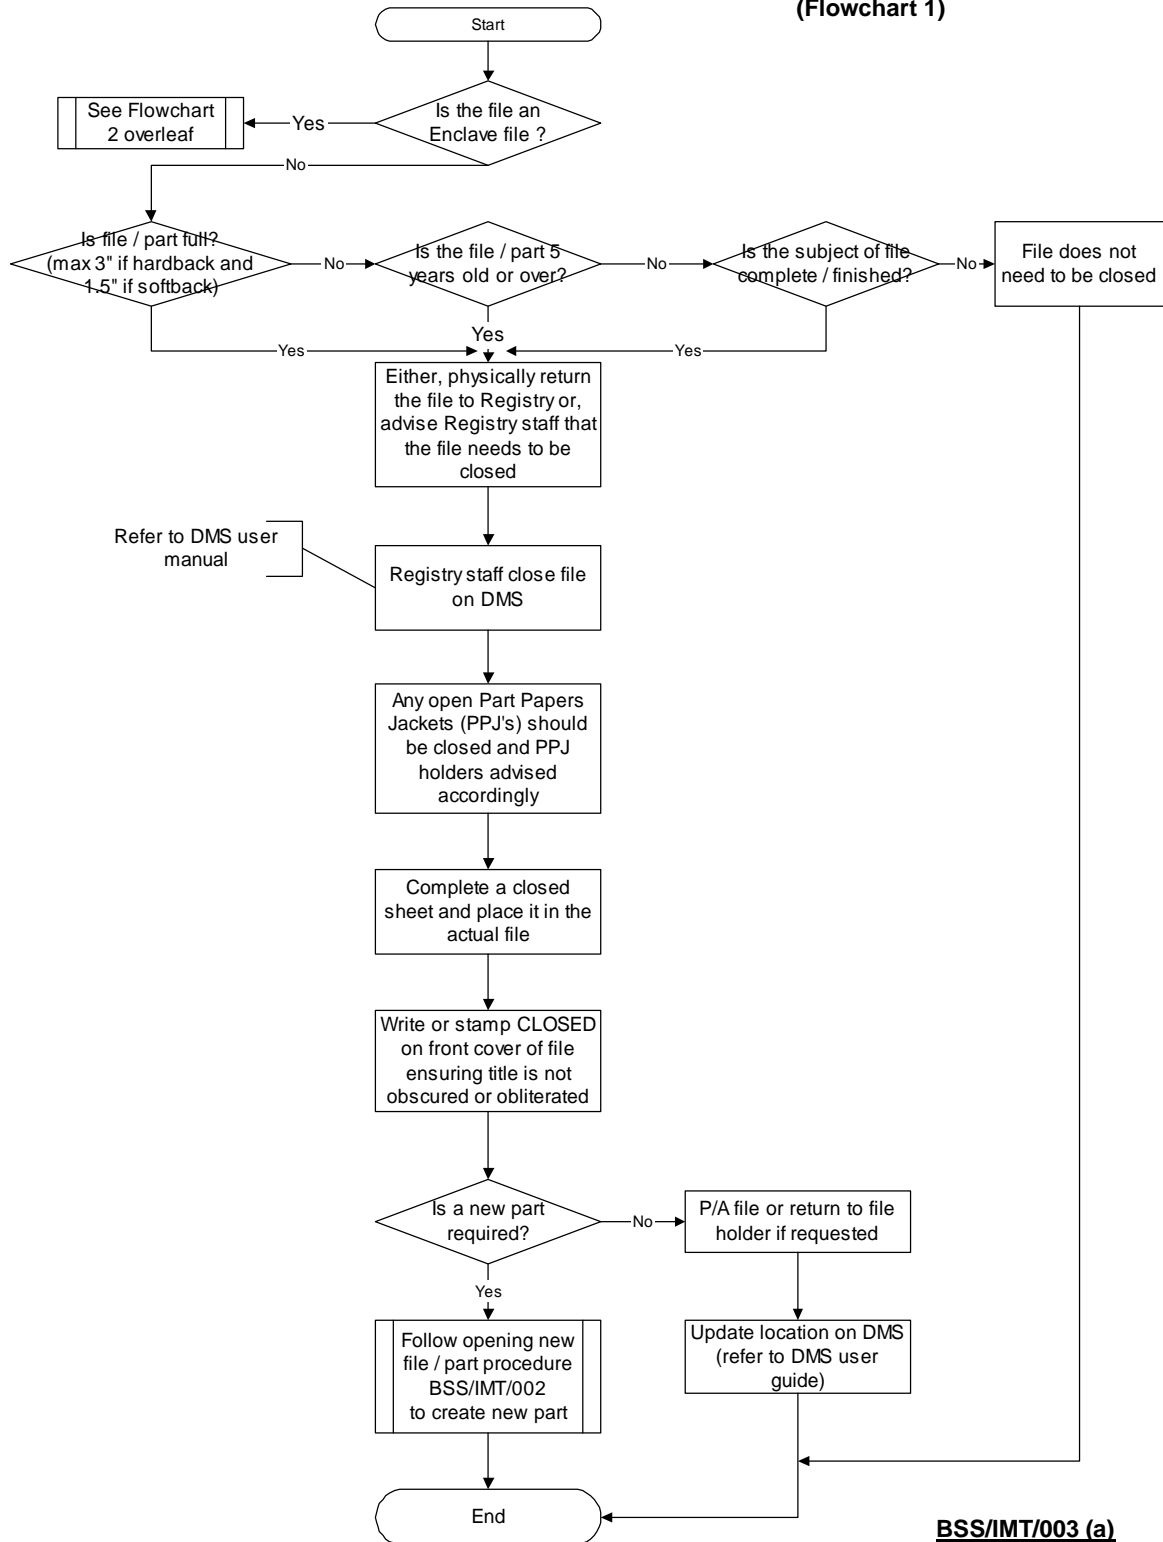 (Flowchart 1)
Start
Is the file an
Enclave file ?
Yes
See Flowchart
2 overleaf
No
Is file / part full?
(max 3" if hardback and
1.5" if softback)
No
Is the file / part 5
years old or over?
No
Is the subject of file
complete / finished?
No
File does not
need to be closed
Yes
Yes
Yes
Either, physically return
the file to Registry or,
advise Registry staff that
the file needs to be
closed
Refer to DMS user
manual
Registry staff close file
on DMS
Any open Part Papers
Jackets (PPJ's) should
be closed and PPJ
holders advised
accordingly
Complete a closed
sheet and place it in the
actual file
Write or stamp CLOSED
on front cover of file
ensuring title is not
obscured or obliterated
Is a new part
required?
No
P/A file or return to file
holder if requested
Yes
Follow opening new
file / part procedure
BSS/IMT/002
to create new part
Update location on DMS
(refer to DMS user
guide)
End
BSS/IMT/003 (a)